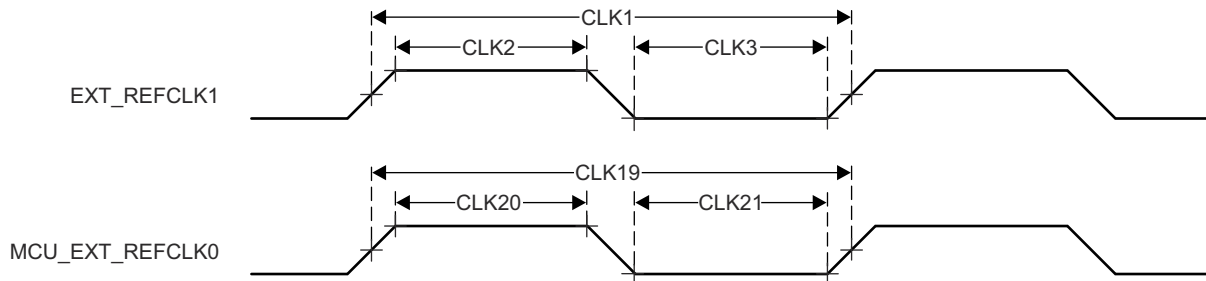 CLK1
CLK2
CLK3
EXT_REFCLK1
CLK19
CLK20
CLK21
MCU_EXT_REFCLK0